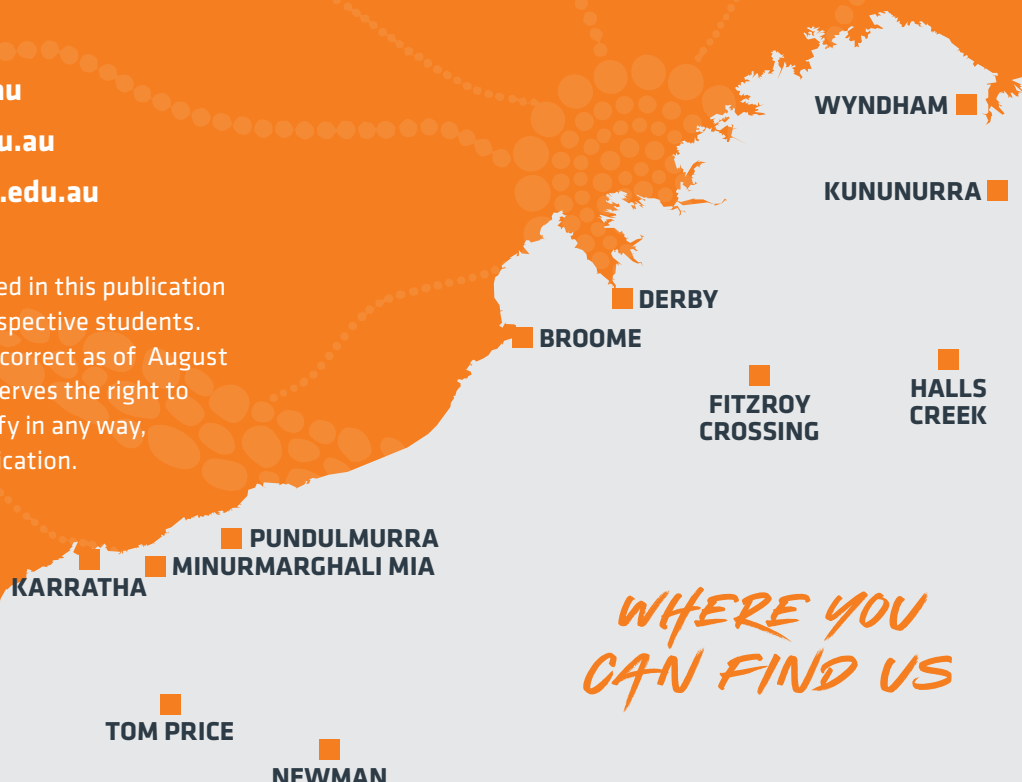 au
u.au
.edu.au
ed in this publication
spective students.
correct as of August
erves the right to
fy in any way,
ication.
WYNDHAM
KUNUNURRA
DERBY
BROOME
FITZROY
CROSSING
HALLS
CREEK
PUNDULMURRA
MINURMARGHALI MIA
KARRATHA
WHERE YOU
CAN FIND US
TOM PRICE
NEWMAN